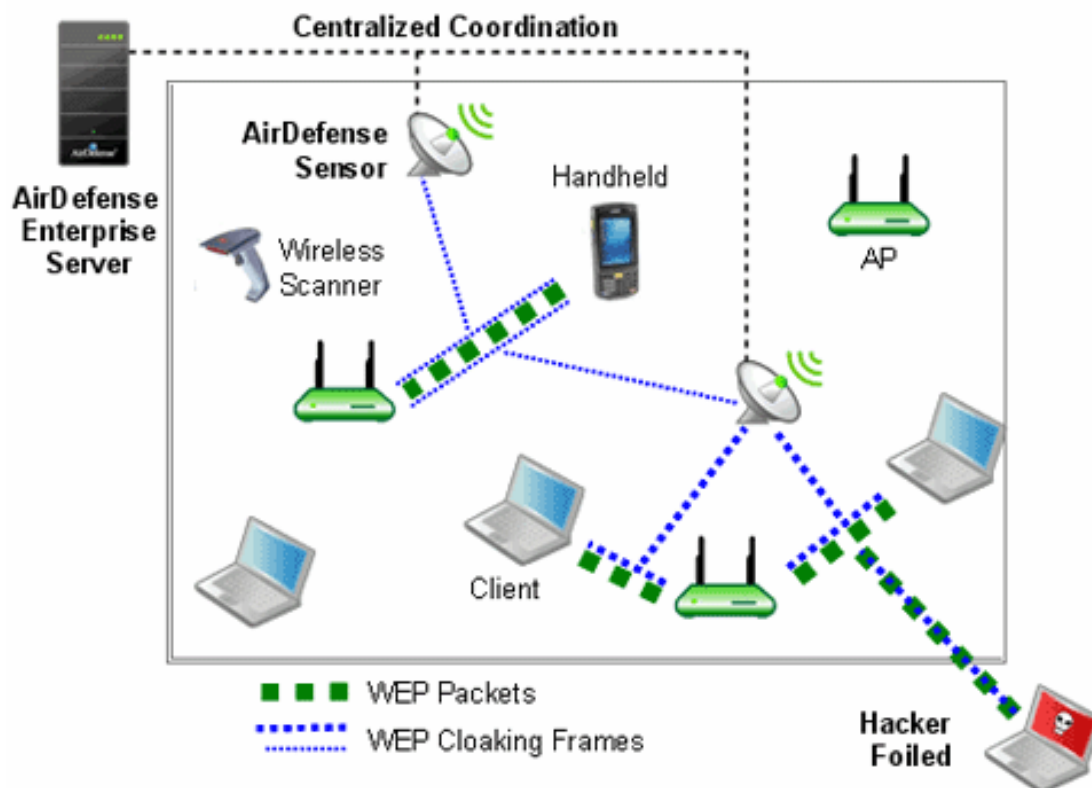 Centralized Coordination
AirDefense
AirDefense
Enterprise
Server
AirDefense
Sensor
Handheld
Wireless
Scanner
AP
Client
WEP Packets
WEP Cloaking Frames
Hacker
Foiled